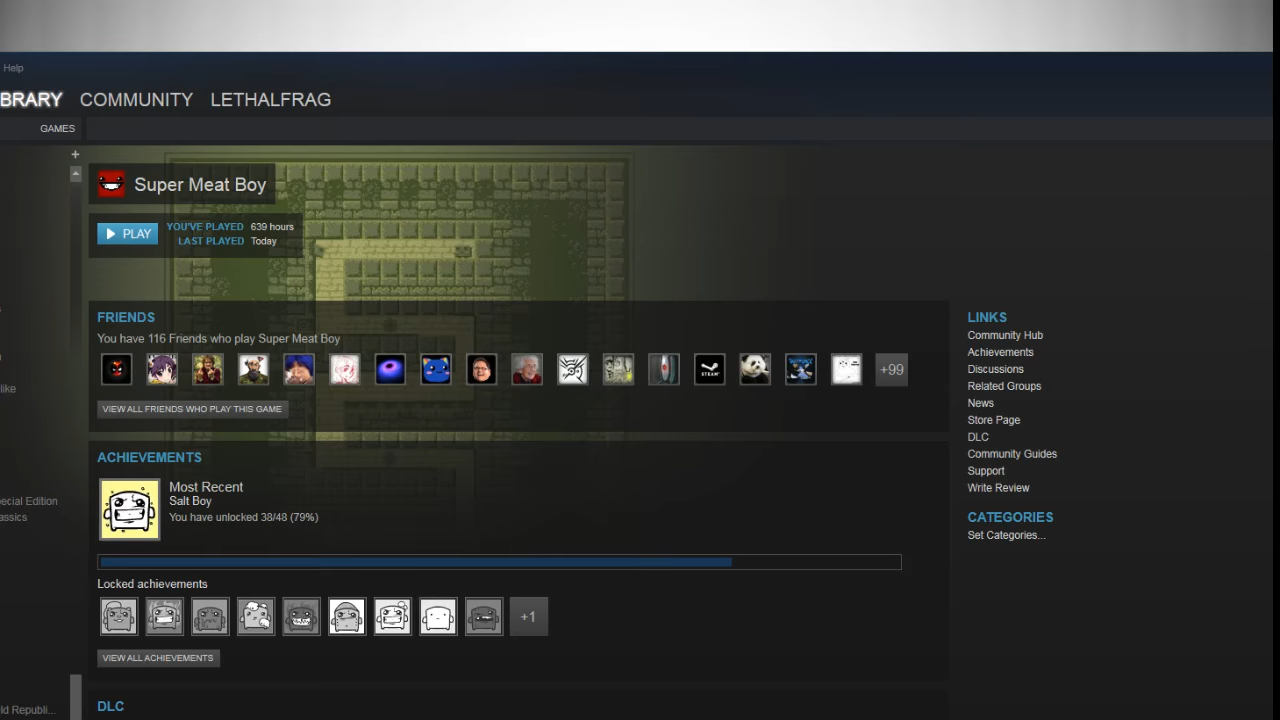 Help
BRARY COMMUNITY LETHALFRAG
GAMES
+
Super Meat Boy
PLAY
YOU'VE PLAYED 639 hours
LAST PLAYED Today
FRIENDS
You have 116 Friends who play Super Meat Boy
STEAM
+99
VIEW ALL FRIENDS WHO PLAY THIS GAME
ACHIEVEMENTS
Most Recent
Salt Boy
You have unlocked 38/48 (79%)
Locked achievements
+1
VIEW ALL ACHIEVEMENTS
DLC
LINKS
Community Hub
Achievements
Discussions
Related Groups
News
Store Page
DLC
Community Guides
Support
Write Review
CATEGORIES
Set Categories...
like
ecial Edition
assics
ld Republi...